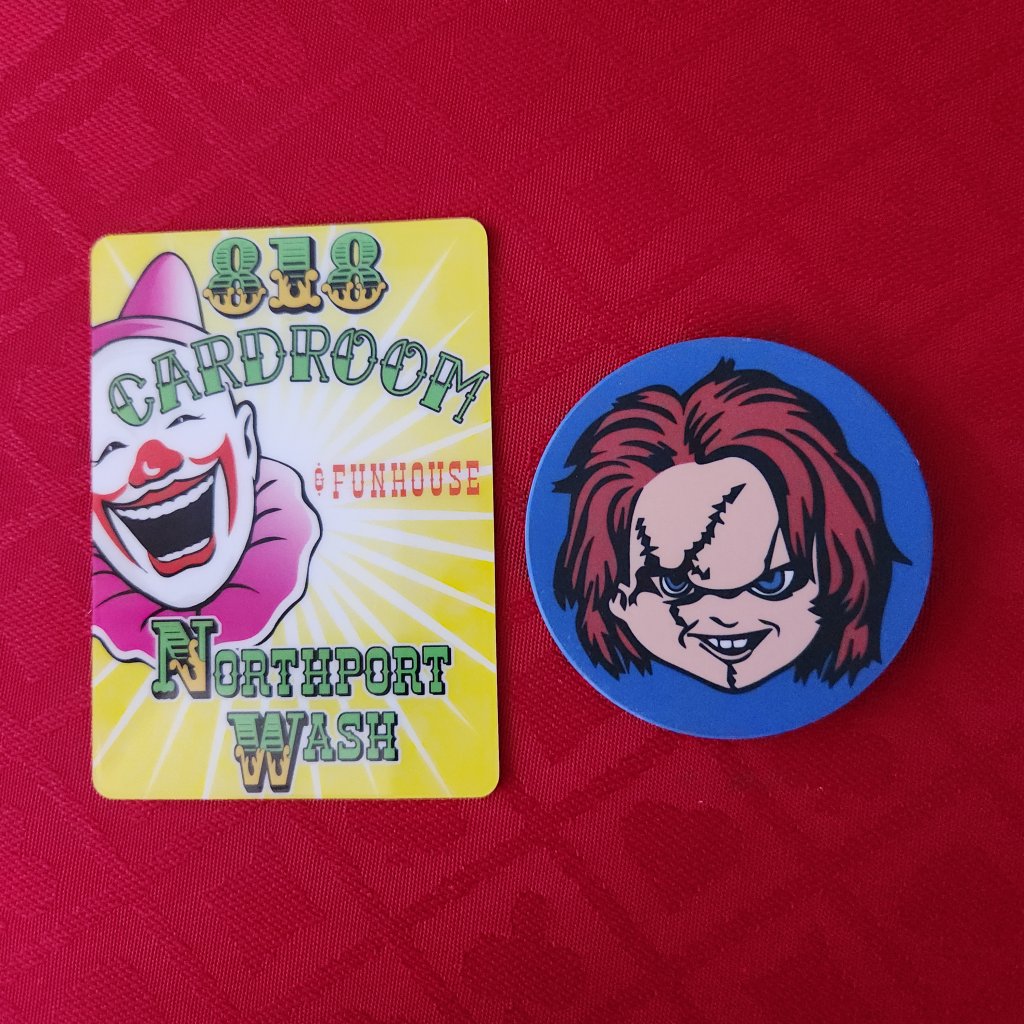 818
CARDROOM
& FUNHOUSE
NORTHPORT
WASH